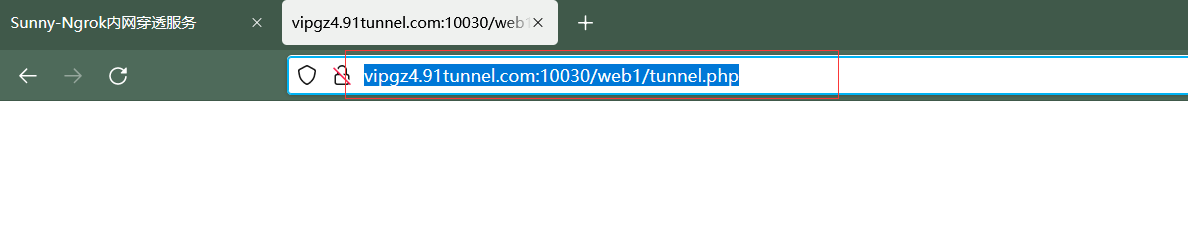 Sunny-Ngrok内网穿透服务
vipgz4.91tunnel.com:10030/web1
vipgz4.91tunnel.com:10030/web1/tunnel.php